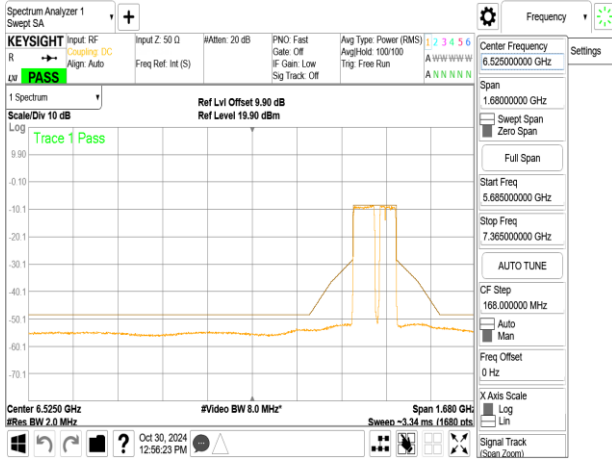 Spectrum Analyzer 1
Swept SA
+
Frequency
KEYSIGHT
R
LXI
PASS
Input: RF
Coupling: DC
Align: Auto
Input Z: 50 Ω
Freq Ref: Int (S)
#Atten: 20 dB
PNO: Fast
Gate: Off
IF Gain: Low
Sig Track: Off
Avg Type: Power (RMS)
Avg|Hold: 100/100
Trig: Free Run
1 2 3 4 5 6
A W W W W W
A N N N N N
1 Spectrum
Scale/Div 10 dB
Ref Lvl Offset 9.90 dB
Ref Level 19.90 dBm
Log
Trace 1 Pass
9.90
-0.10
-10.1
-20.1
-30.1
-40.1
-50.1
-60.1
-70.1
Center 6.5250 GHz
#Video BW 8.0 MHz*
Span 1.680 GHz
#Res BW 2.0 MHz
Sweep ~3.34 ms (1680 pts)
Oct 30, 2024
12:56:23 PM
Center Frequency
6.525000000 GHz
Settings
Span
1.68000000 GHz
Swept Span
Zero Span
Full Span
Start Freq
5.685000000 GHz
Stop Freq
7.365000000 GHz
AUTO TUNE
CF Step
168.000000 MHz
Auto
Man
Freq Offset
0 Hz
X Axis Scale
Log
Lin
Signal Track
(Span Zoom)